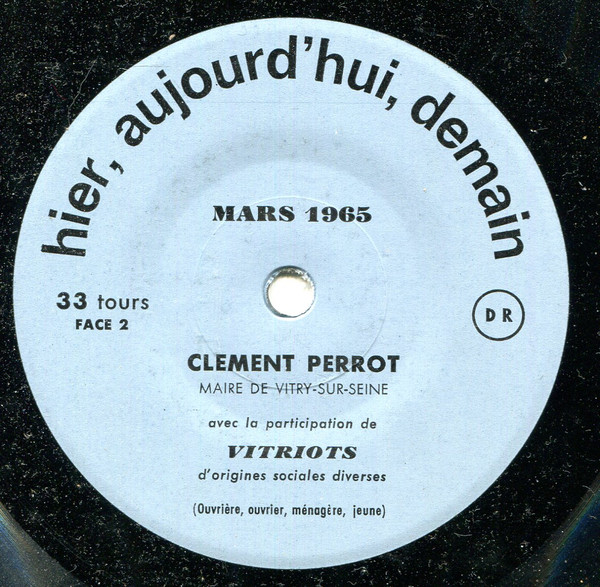 hier, aujourd'hui, demain
MARS 1965
33 tours
FACE 2
D R
CLEMENT PERROT
MAIRE DE VITRY-SUR-SEINE
avec la participation de
VITRIOTS
d'origines sociales diverses
(Ouvrière, ouvrier, ménagère, jeune)